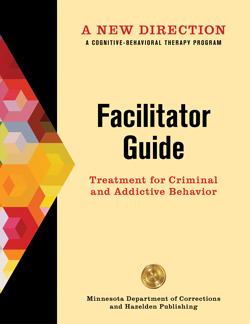 A NEW DIRECTION
A COGNITIVE-BEHAVIORAL THERAPY PROGRAM
Facilitator
Guide
Treatment for Criminal
and Addictive Behavior
Minnesota Department of Corrections
and Hazelden Publishing